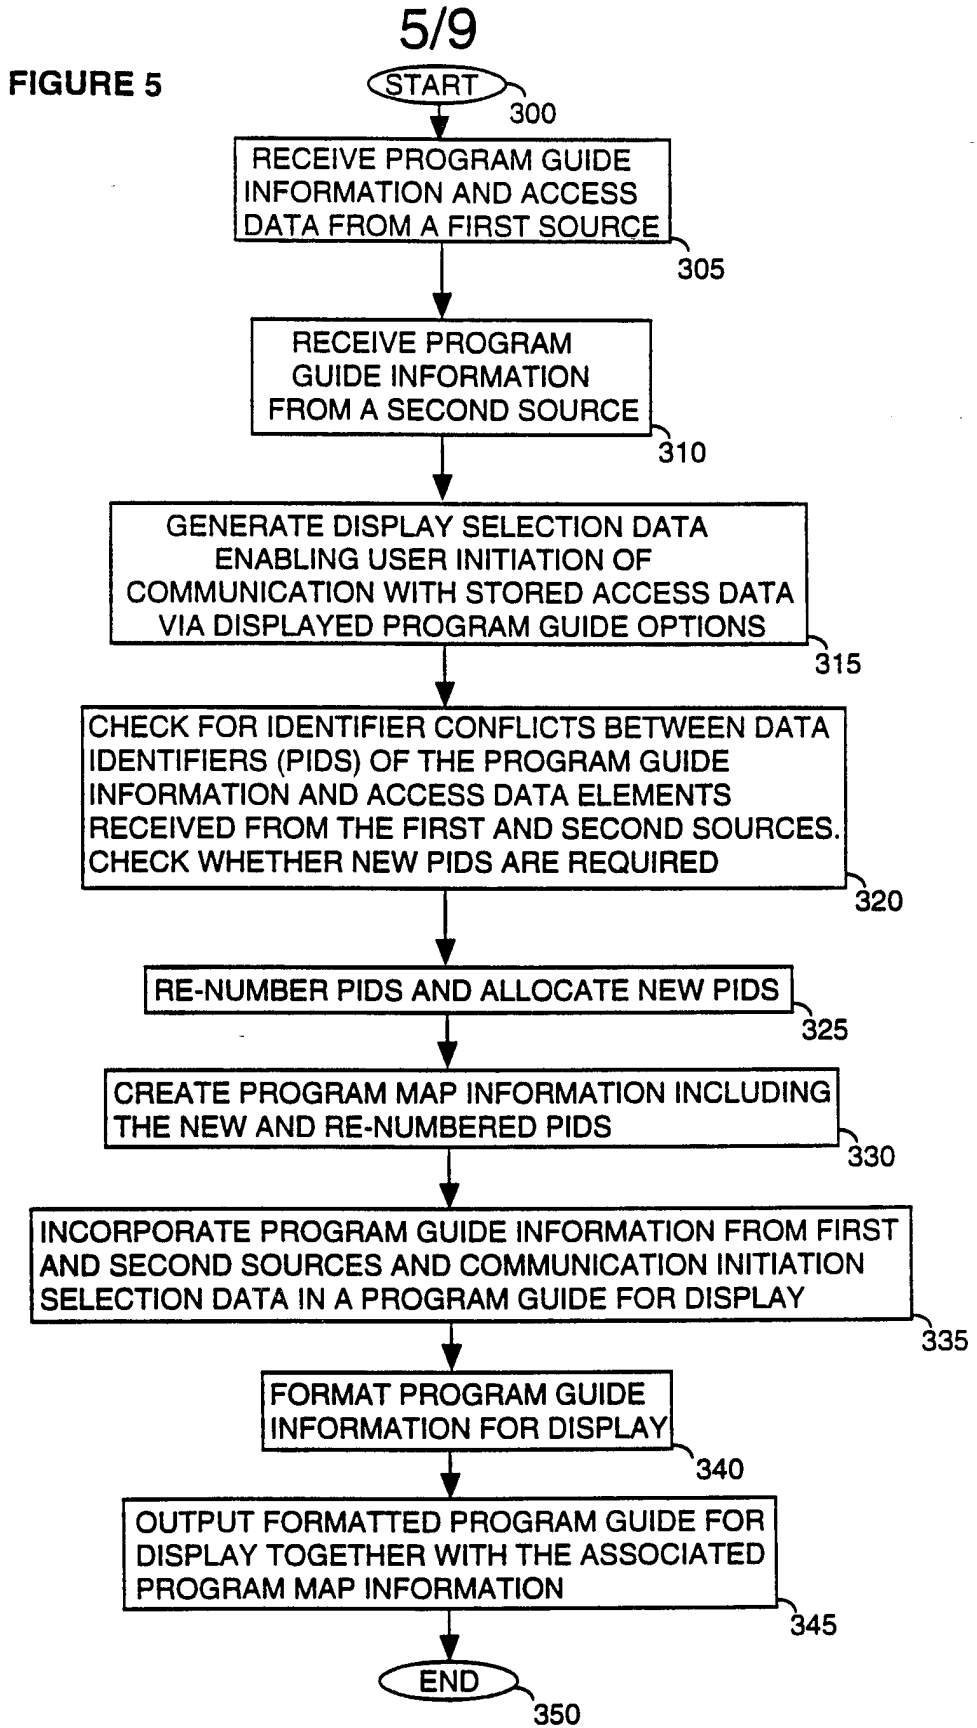 5/9
FIGURE 5
START
300
RECEIVE PROGRAM GUIDE
INFORMATION AND ACCESS
DATA FROM A FIRST SOURCE
305
RECEIVE PROGRAM
GUIDE INFORMATION
FROM A SECOND SOURCE
310
GENERATE DISPLAY SELECTION DATA
ENABLING USER INITIATION OF
COMMUNICATION WITH STORED ACCESS DATA
VIA DISPLAYED PROGRAM GUIDE OPTIONS
315
CHECK FOR IDENTIFIER CONFLICTS BETWEEN DATA
IDENTIFIERS (PIDS) OF THE PROGRAM GUIDE
INFORMATION AND ACCESS DATA ELEMENTS
RECEIVED FROM THE FIRST AND SECOND SOURCES.
CHECK WHETHER NEW PIDS ARE REQUIRED
320
RE-NUMBER PIDS AND ALLOCATE NEW PIDS
325
CREATE PROGRAM MAP INFORMATION INCLUDING
THE NEW AND RE-NUMBERED PIDS
330
INCORPORATE PROGRAM GUIDE INFORMATION FROM FIRST
AND SECOND SOURCES AND COMMUNICATION INITIATION
SELECTION DATA IN A PROGRAM GUIDE FOR DISPLAY
335
FORMAT PROGRAM GUIDE
INFORMATION FOR DISPLAY
340
OUTPUT FORMATTED PROGRAM GUIDE FOR
DISPLAY TOGETHER WITH THE ASSOCIATED
PROGRAM MAP INFORMATION
345
END
350